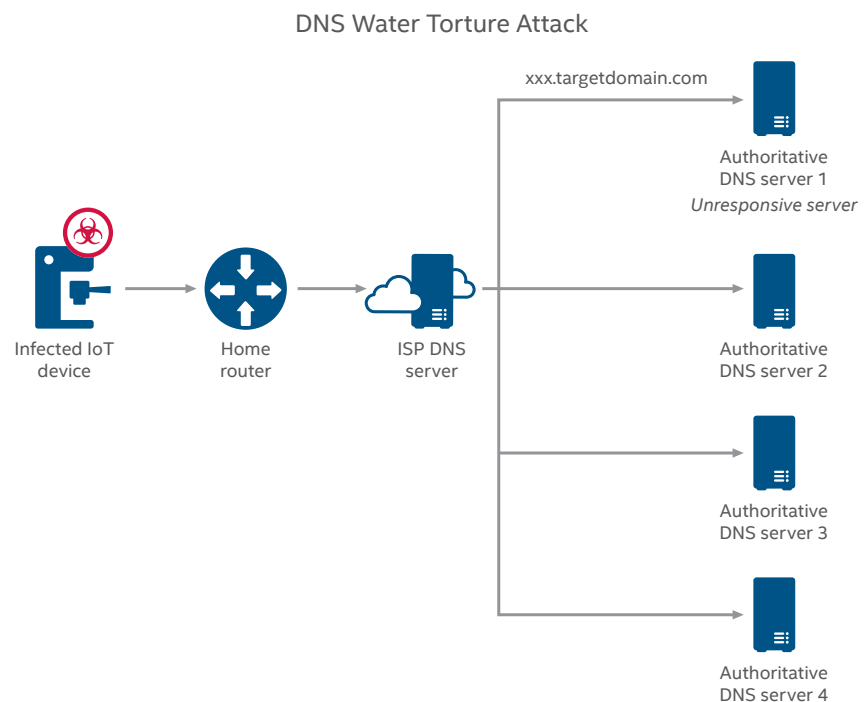 DNS Water Torture Attack
xxx.targetdomain.com
Authoritative
DNS server 1
Unresponsive server
Infected IoT
device
Home
router
ISP DNS
server
Authoritative
DNS server 2
Authoritative
DNS server 3
Authoritative
DNS server 4